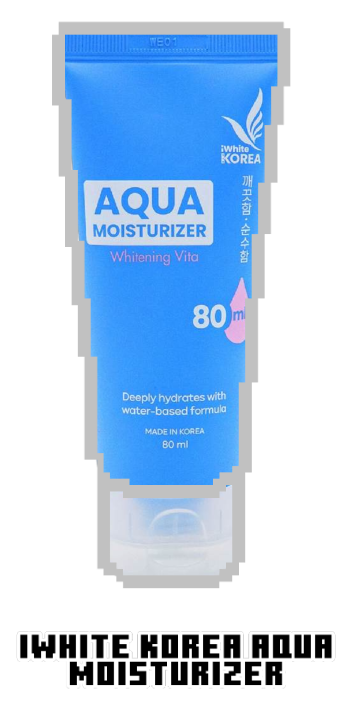 iWhite
KOREA
깨끗함·순수함
AQUA
MOISTURIZER
Whitening Vita
80 ml
Deeply hydrates with
water-based formula
MADE IN KOREA
80 ml
IWHITE KOREA AQUA
MOISTURIZER